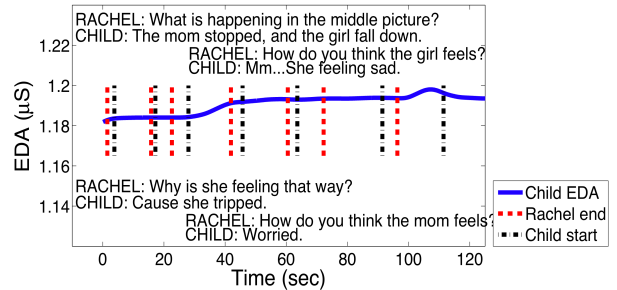 RACHEL: What is happening in the middle picture?
CHILD: The mom stopped, and the girl fall down.
RACHEL: How do you think the girl feels?
CHILD: Mm...She feeling sad.
1.22
1.2
1.18
1.16
1.14
EDA (μS)
RACHEL: Why is she feeling that way?
CHILD: Cause she tripped.
RACHEL: How do you think the mom feels?
CHILD: Worried.
Child EDA
Rachel end
Child start
0 20 40 60 80 100 120
Time (sec)